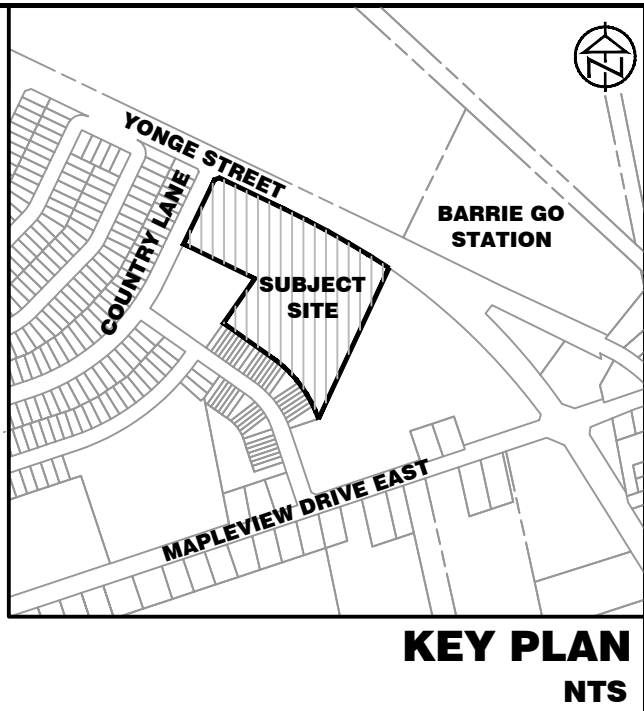 N
YONGE STREET
COUNTRY LANE
BARRIE GO
STATION
SUBJECT
SITE
MAPLEVIEW DRIVE EAST
KEY PLAN
NTS